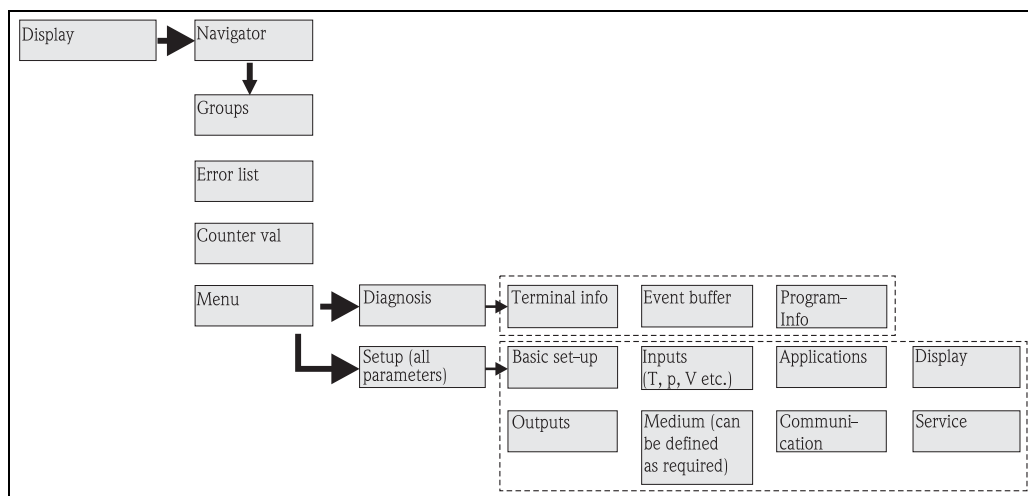 Display
Navigator
Groups
Error list
Counter val
Menu
Diagnosis
Terminal info
Event buffer
Program–
Info
Setup (all
parameters)
Basic set–up
Inputs
(T, p, V etc.)
Applications
Display
Outputs
Medium (can
be defined
as required)
Communi–
cation
Service